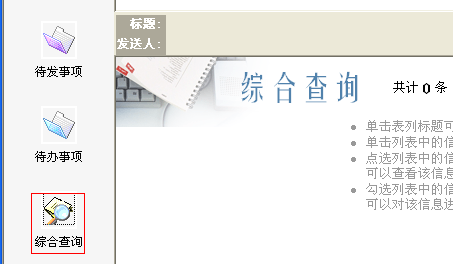 待发事项
待办事项
综合查询
标题:
发送人:
综合查询
共计 0 条
单击表列标题可
单击列表中的信
点选列表中的信
可以查看该信息
勾选列表中的信
可以对该信息进